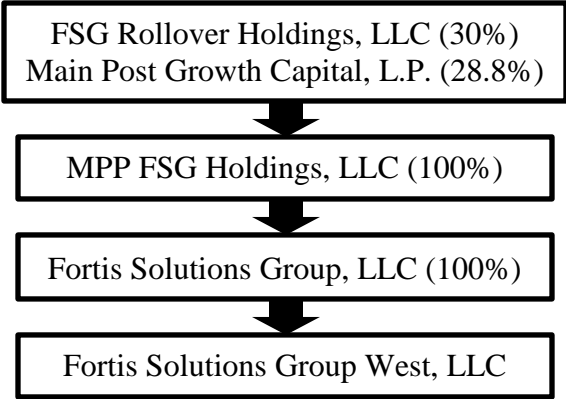 FSG Rollover Holdings, LLC (30%)
Main Post Growth Capital, L.P. (28.8%)
MPP FSG Holdings, LLC (100%)
Fortis Solutions Group, LLC (100%)
Fortis Solutions Group West, LLC